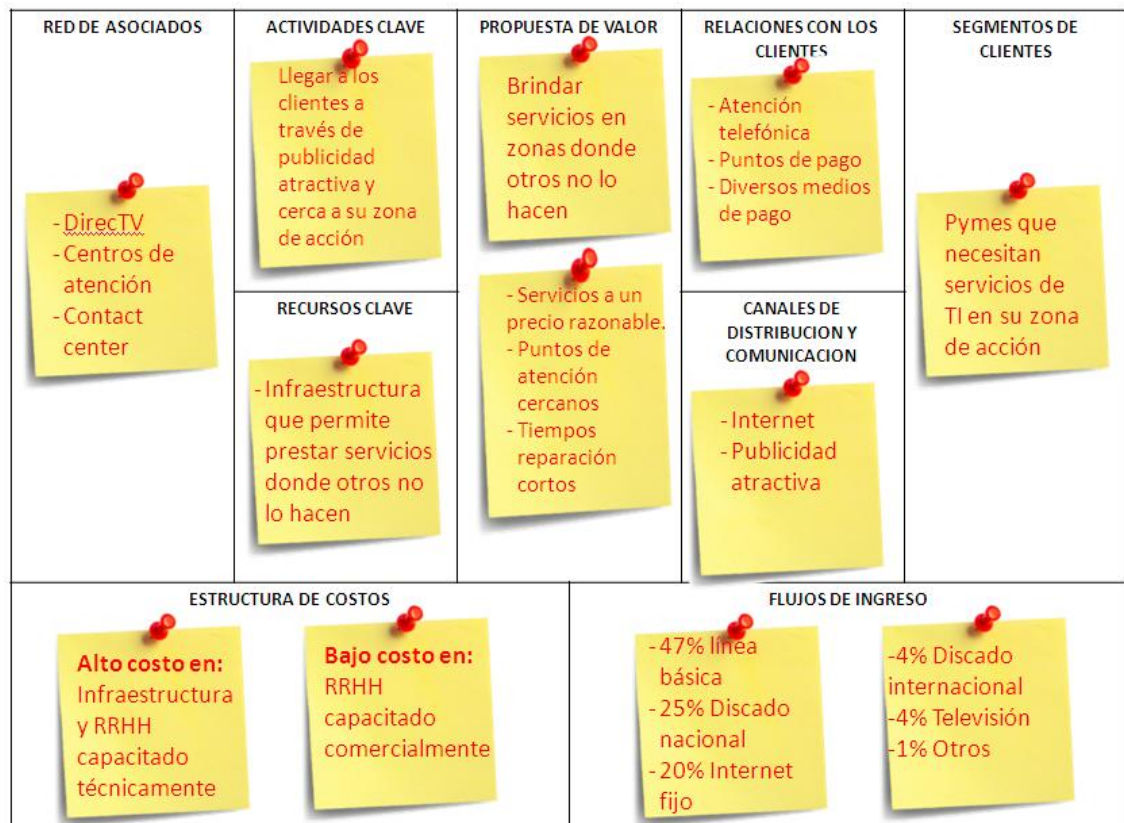 RED DE ASOCIADOS
- DirecTV
- Centros de
atención
- Contact
center
ACTIVIDADES CLAVE
Llegar a los
clientes a
través de
publicidad
atractiva y
cerca a su zona
de acción
RECURSOS CLAVE
- Infraestructura
que permite
prestar servicios
donde otros no
lo hacen
PROPUESTA DE VALOR
Brindar
servicios en
zonas donde
otros no lo
hacen
- Servicios a un
precio razonable.
- Puntos de
atención
cercanos
- Tiempos
reparación
cortos
RELACIONES CON LOS
CLIENTES
- Atención
telefónica
- Puntos de pago
- Diversos medios
de pago
CANALES DE
DISTRIBUCION Y
COMUNICACION
- Internet
- Publicidad
atractiva
SEGMENTOS DE
CLIENTES
Pymes que
necesitan
servicios de
TI en su zona
de acción
ESTRUCTURA DE COSTOS
Alto costo en:
Infraestructura
y RRHH
capacitado
técnicamente
Bajo costo en:
RRHH
capacitado
comercialmente
FLUJOS DE INGRESO
- 47% línea
básica
- 25% Discado
nacional
- 20% Internet
fijo
-4% Discado
internacional
-4% Televisión
-1% Otros